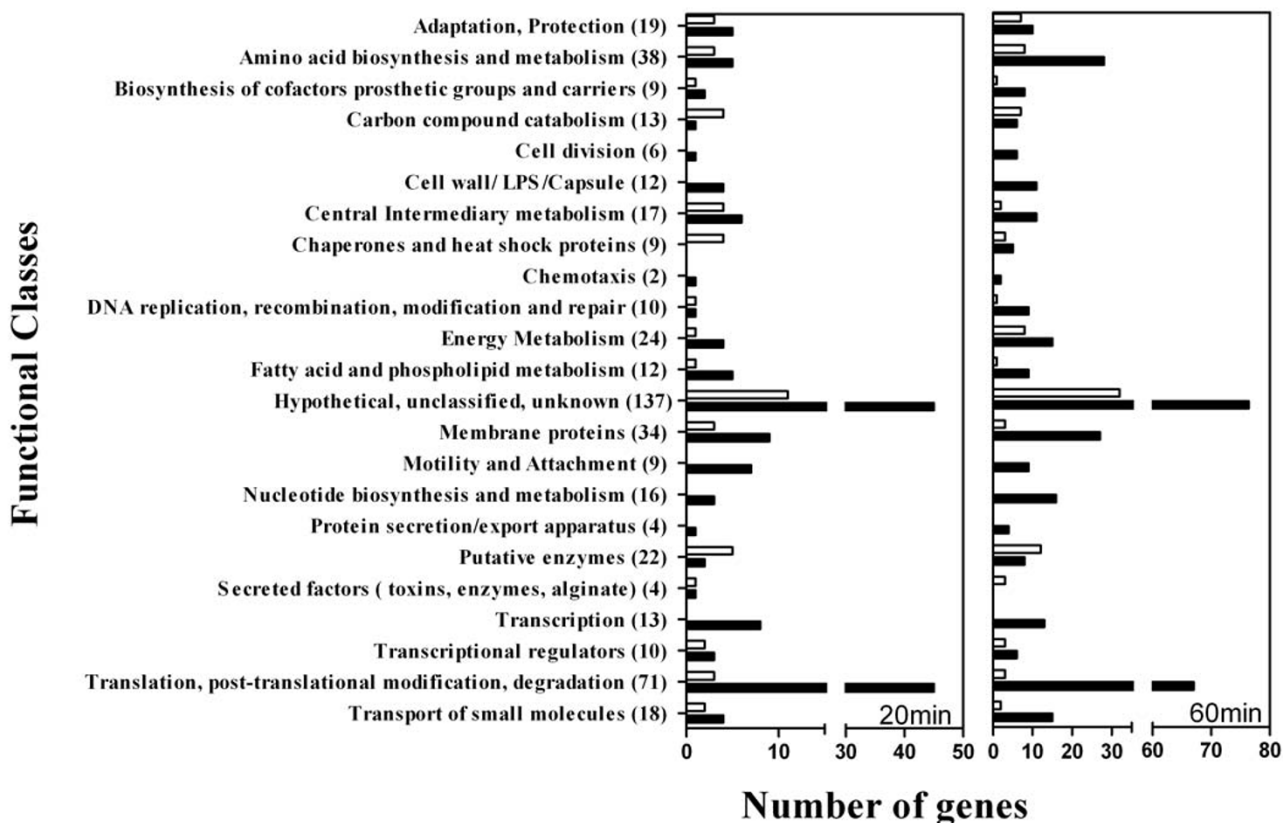 Functional Classes
Adaptation, Protection (19)
Amino acid biosynthesis and metabolism (38)
Biosynthesis of cofactors prosthetic groups and carriers (9)
Carbon compound catabolism (13)
Cell division (6)
Cell wall/ LPS/Capsule (12)
Central Intermediary metabolism (17)
Chaperones and heat shock proteins (9)
Chemotaxis (2)
DNA replication, recombination, modification and repair (10)
Energy Metabolism (24)
Fatty acid and phospholipid metabolism (12)
Hypothetical, unclassified, unknown (137)
Membrane proteins (34)
Motility and Attachment (9)
Nucleotide biosynthesis and metabolism (16)
Protein secretion/export apparatus (4)
Putative enzymes (22)
Secreted factors ( toxins, enzymes, alginate) (4)
Transcription (13)
Transcriptional regulators (10)
Translation, post-translational modification, degradation (71)
Transport of small molecules (18)
20min
60min
0 10 30 40 50
0 10 20 30 60 70 80
Number of genes